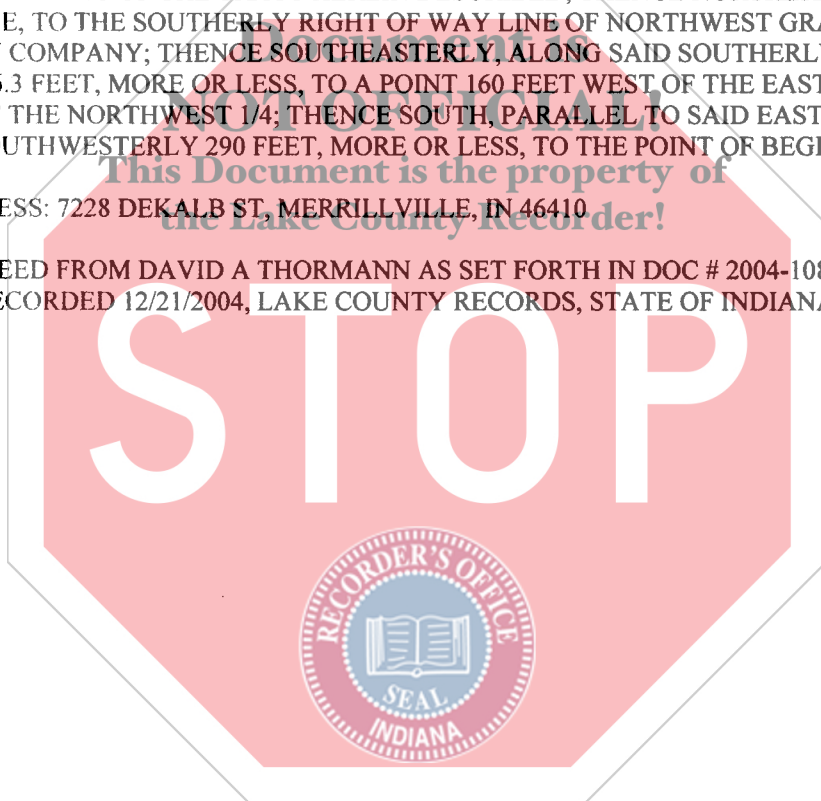 E, TO THE SOUTHERLY RIGHT OF WAY LINE OF NORTHWEST GRA
COMPANY; THENCE SOUTHEASTERLY, ALONG SAID SOUTHERLY
.3 FEET, MORE OR LESS, TO A POINT 160 FEET WEST OF THE EAST
THE NORTHWEST 1/4; THENCE SOUTH, PARALLEL TO SAID EAST
UTHWESTERLY 290 FEET, MORE OR LESS, TO THE POINT OF BEGI
Document is
NOT OFFICIAL!
This Document is the property of
the Lake County Recorder!
ESS: 7228 DEKALB ST, MERRILLVILLE, IN 46410
EED FROM DAVID A THORMANN AS SET FORTH IN DOC # 2004-108
ECORDED 12/21/2004, LAKE COUNTY RECORDS, STATE OF INDIANA
STOP
RECORDER'S OFFICE
SEAL
INDIANA